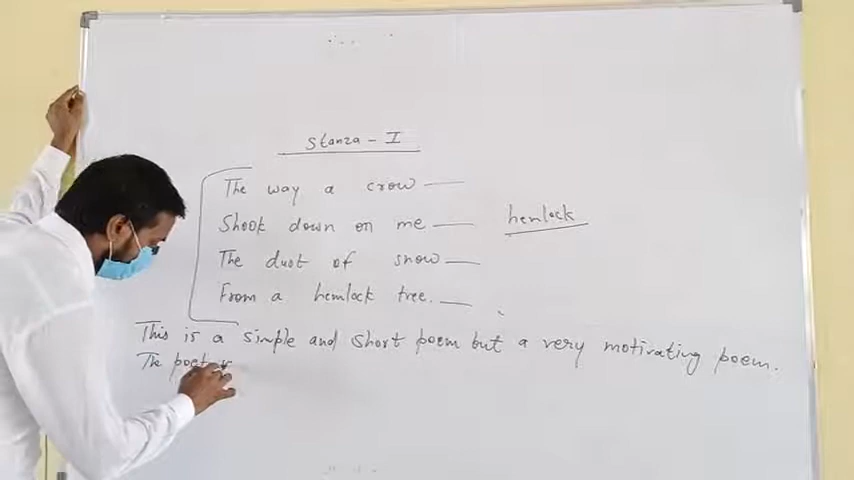 Stanza - I
The way a crow
Shook down on me
hemlock
The dust of snow
From a hemlock tree.
This is a simple and short poem but a very motivating poem.
The poet